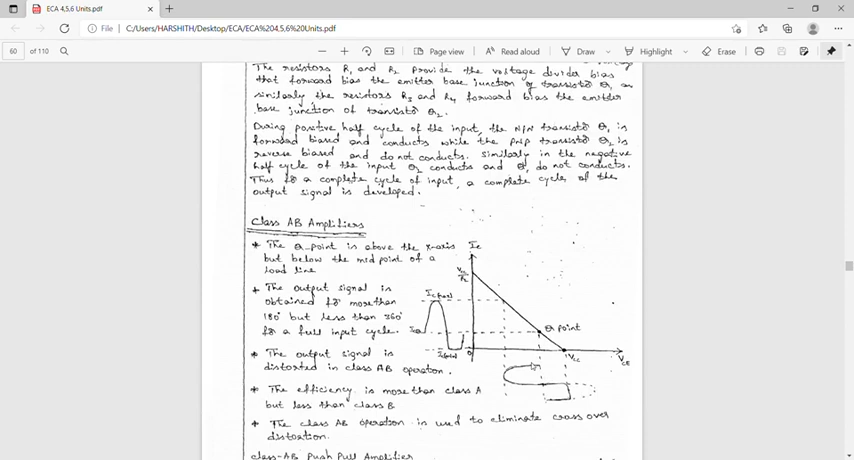 ECA 4,5,6 Units.pdf
File
C:/Users/HARSHITH/Desktop/ECA/ECA%204,5,6%20Units.pdf
60
of 110
Page view
Read aloud
Draw
Highlight
Erase
The resistors R1 and R2 provide the voltage divider bias
that forward bias the emitter base junction of transistor Q1,
similarly the resistors R3 and R4 forward bias the emitter
base junction of transistor Q2.
During positive half cycle of the input, the NPN transistor Q1 is
forward biased and conducts while the PNP transistor Q2 is
reverse biased and do not conducts. Similarly in the negative
half cycle of the input Q2 conducts and Q1 do not conducts.
Thus for a complete cycle of input, a complete cycle of the
output signal is developed.
Class AB Amplifiers
* The Q-point is above the x-axis
but below the mid point of a
load line
* The output signal is
obtained for more than
180° but less than 360°
for a full input cycle.
* The output signal is
distorted in class AB operation.
* The efficiency is more than class A
but less than class B
* The class AB operation is used to eliminate cross over
distortion.
Ic
Vcc/RL
Ic(max)
Q point
0
Vcc
VCE
class-AB Push Pull Amplifier